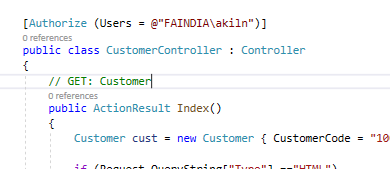 [Authorize (Users = @"FAINDIA\akiln")]
0 references
public class CustomerController : Controller
{
// GET: Customer
0 references
public ActionResult Index()
{
Customer cust = new Customer { CustomerCode = "10
if (Request.QueryString["Type"] =="HTML")